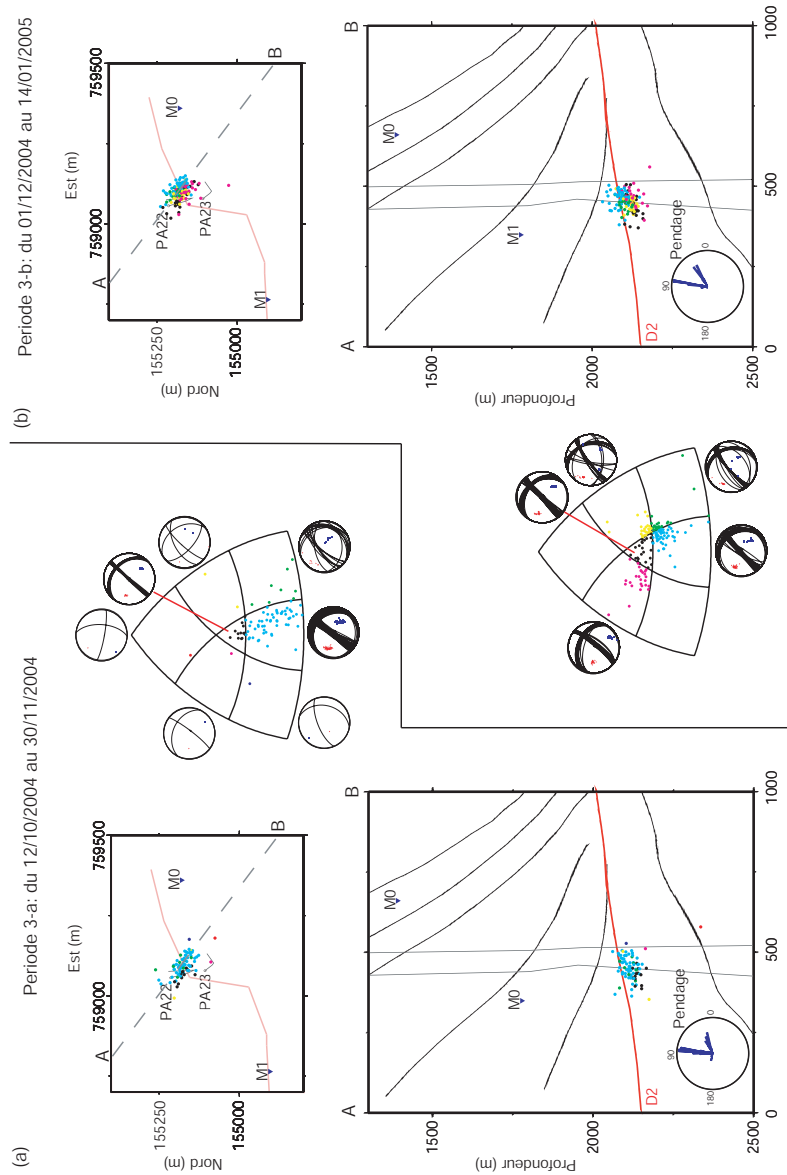 (a)
Periode 3-a: du 12/10/2004 au 30/11/2004
Est (m)
759000
759500
A
B
PA22
PA23
M0
M1
155250
155000
Nord (m)
A
B
M0
M0
1500
2000
2500
Profondeur (m)
D2
Pendage
0
90
180
0
500
1000
(b)
Periode 3-b: du 01/12/2004 au 14/01/2005
Est (m)
759000
759500
A
B
PA22
PA23
M0
M1
155250
155000
Nord (m)
A
B
M0
M1
1500
2000
2500
Profondeur (m)
D2
Pendage
0
90
180
0
500
1000